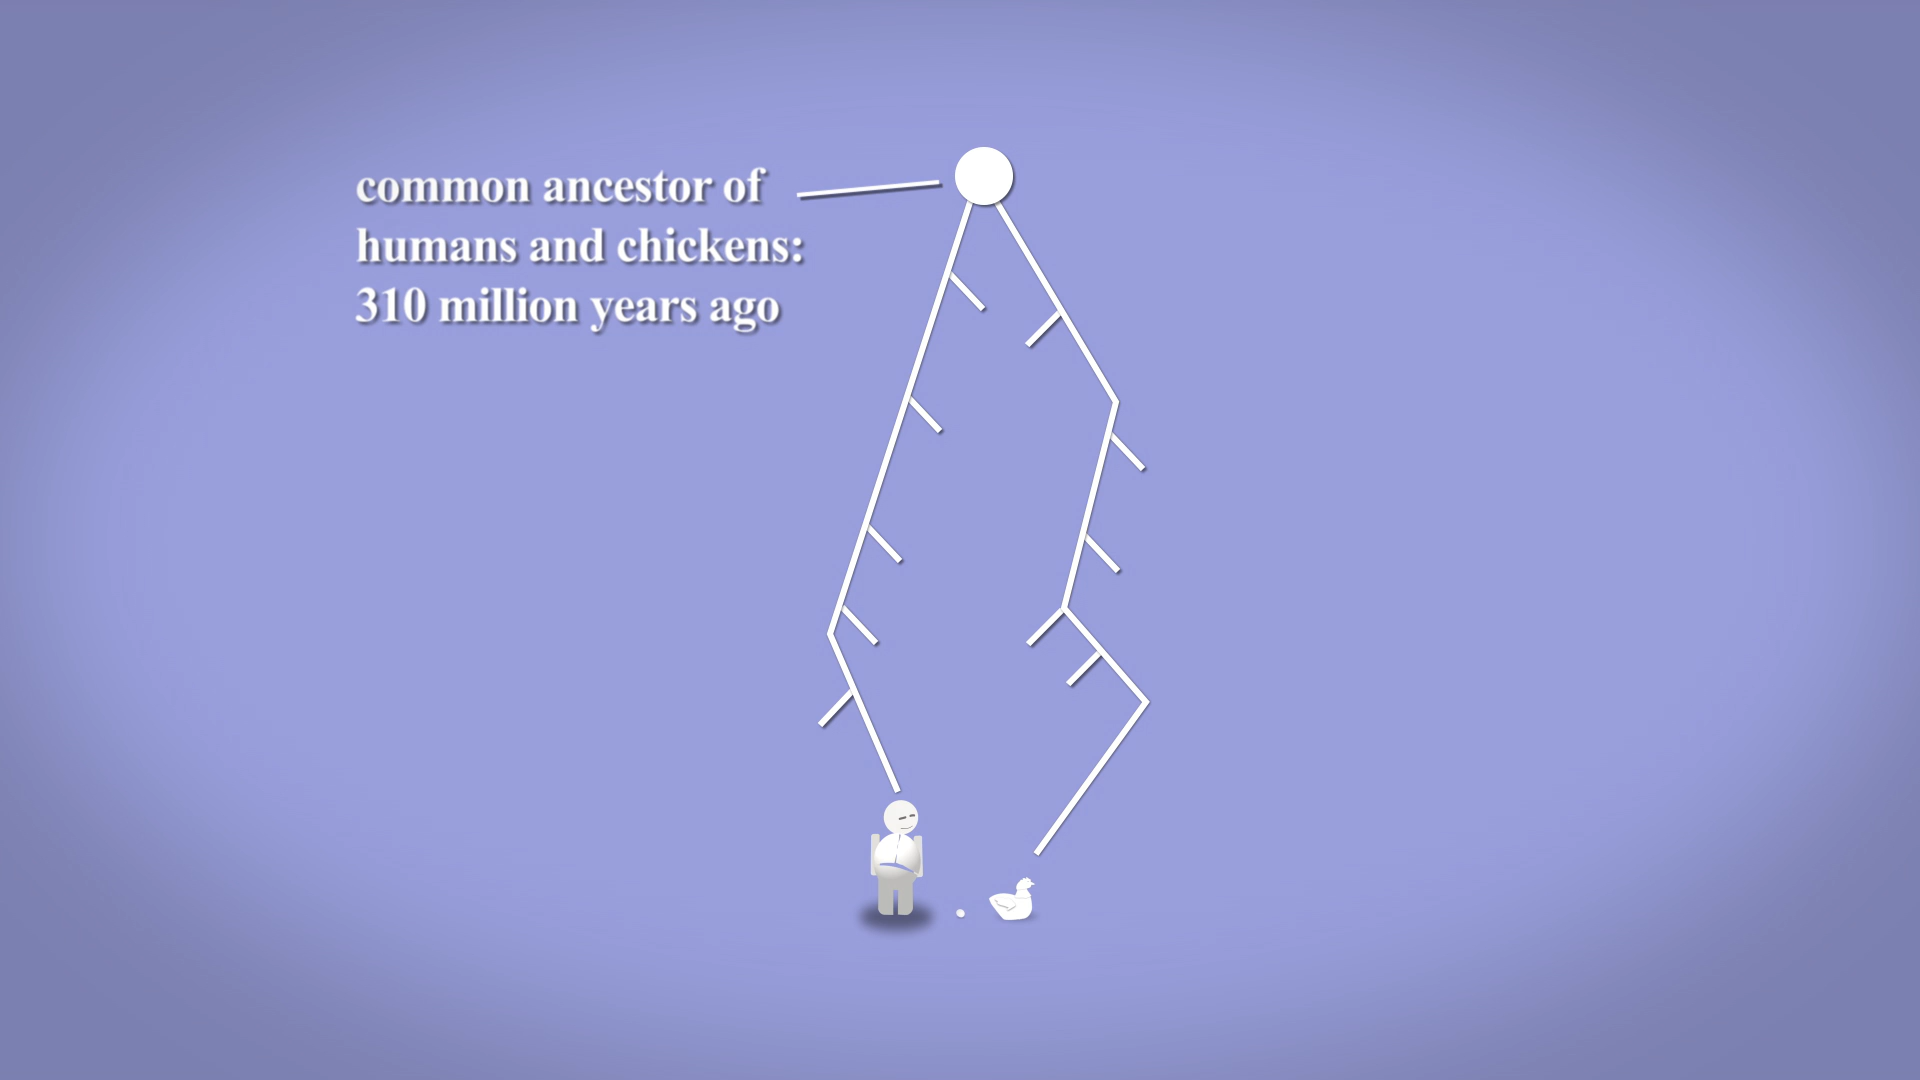 common ancestor of
humans and chickens:
310 million years ago